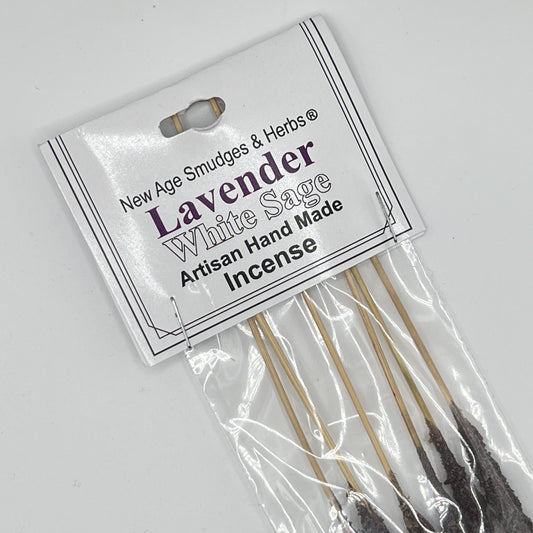 New Age Smudges & Herbs®
Lavender
White Sage
Artisan Hand Made
Incense